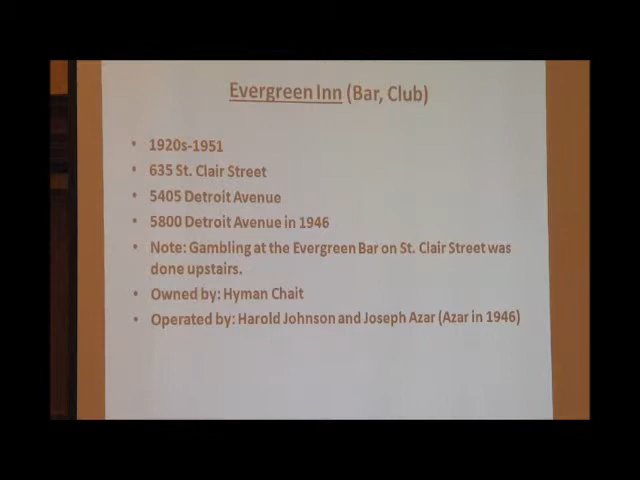 Evergreen Inn (Bar, Club)
• 1920s-1951
• 635 St. Clair Street
• 5405 Detroit Avenue
• 5800 Detroit Avenue in 1946
• Note: Gambling at the Evergreen Bar on St. Clair Street was
done upstairs.
• Owned by: Hyman Chait
• Operated by: Harold Johnson and Joseph Azar (Azar in 1946)